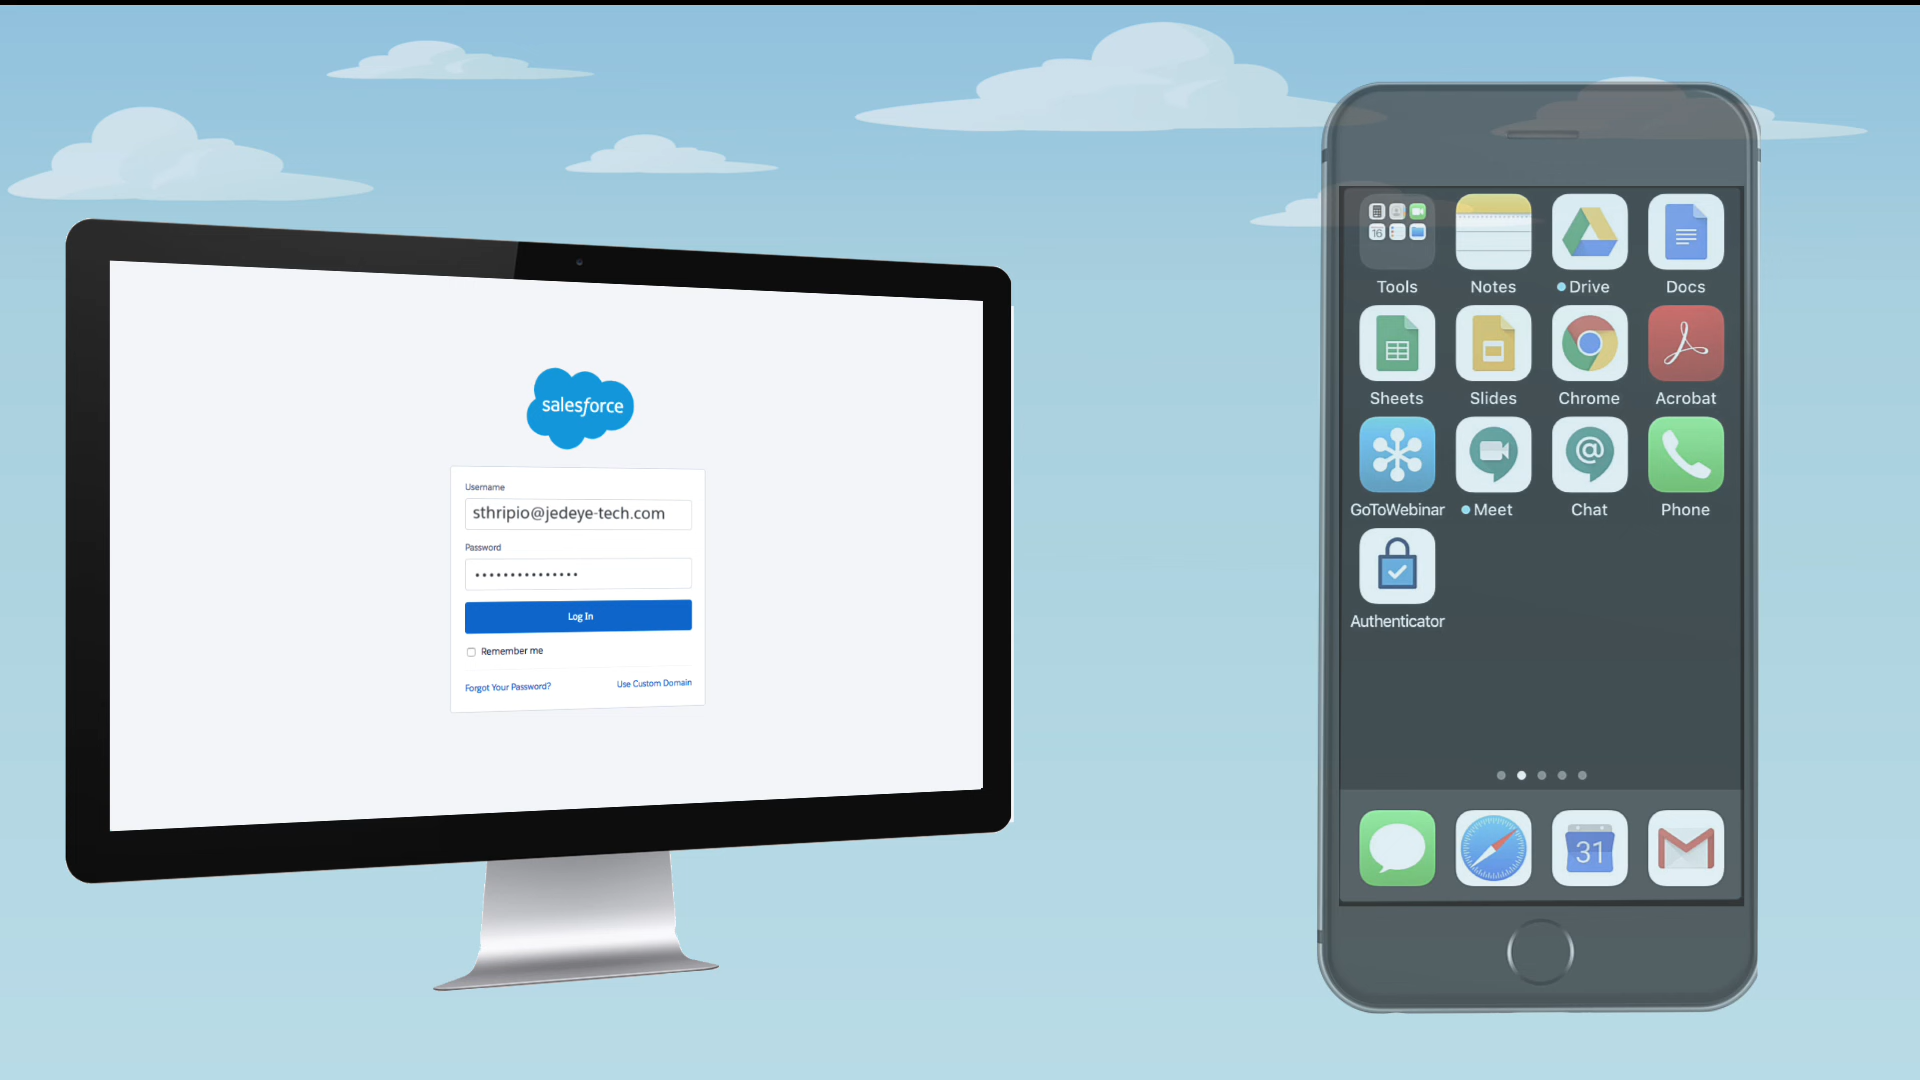 salesforce
Username
sthripio@jedeye-tech.com
Password
Log In
Remember me
Forgot Your Password?
Use Custom Domain
16
Tools
Notes
Drive
Docs
Sheets
Slides
Chrome
Acrobat
@
GoToWebinar
Meet
Chat
Phone
Authenticator
31